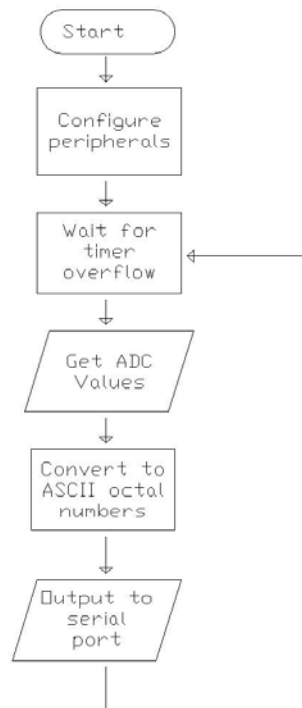 Start
Configure
peripherals
Wait for
timer
overflow
Get ADC
Values
Convert to
ASCII octal
numbers
Output to
serial
port